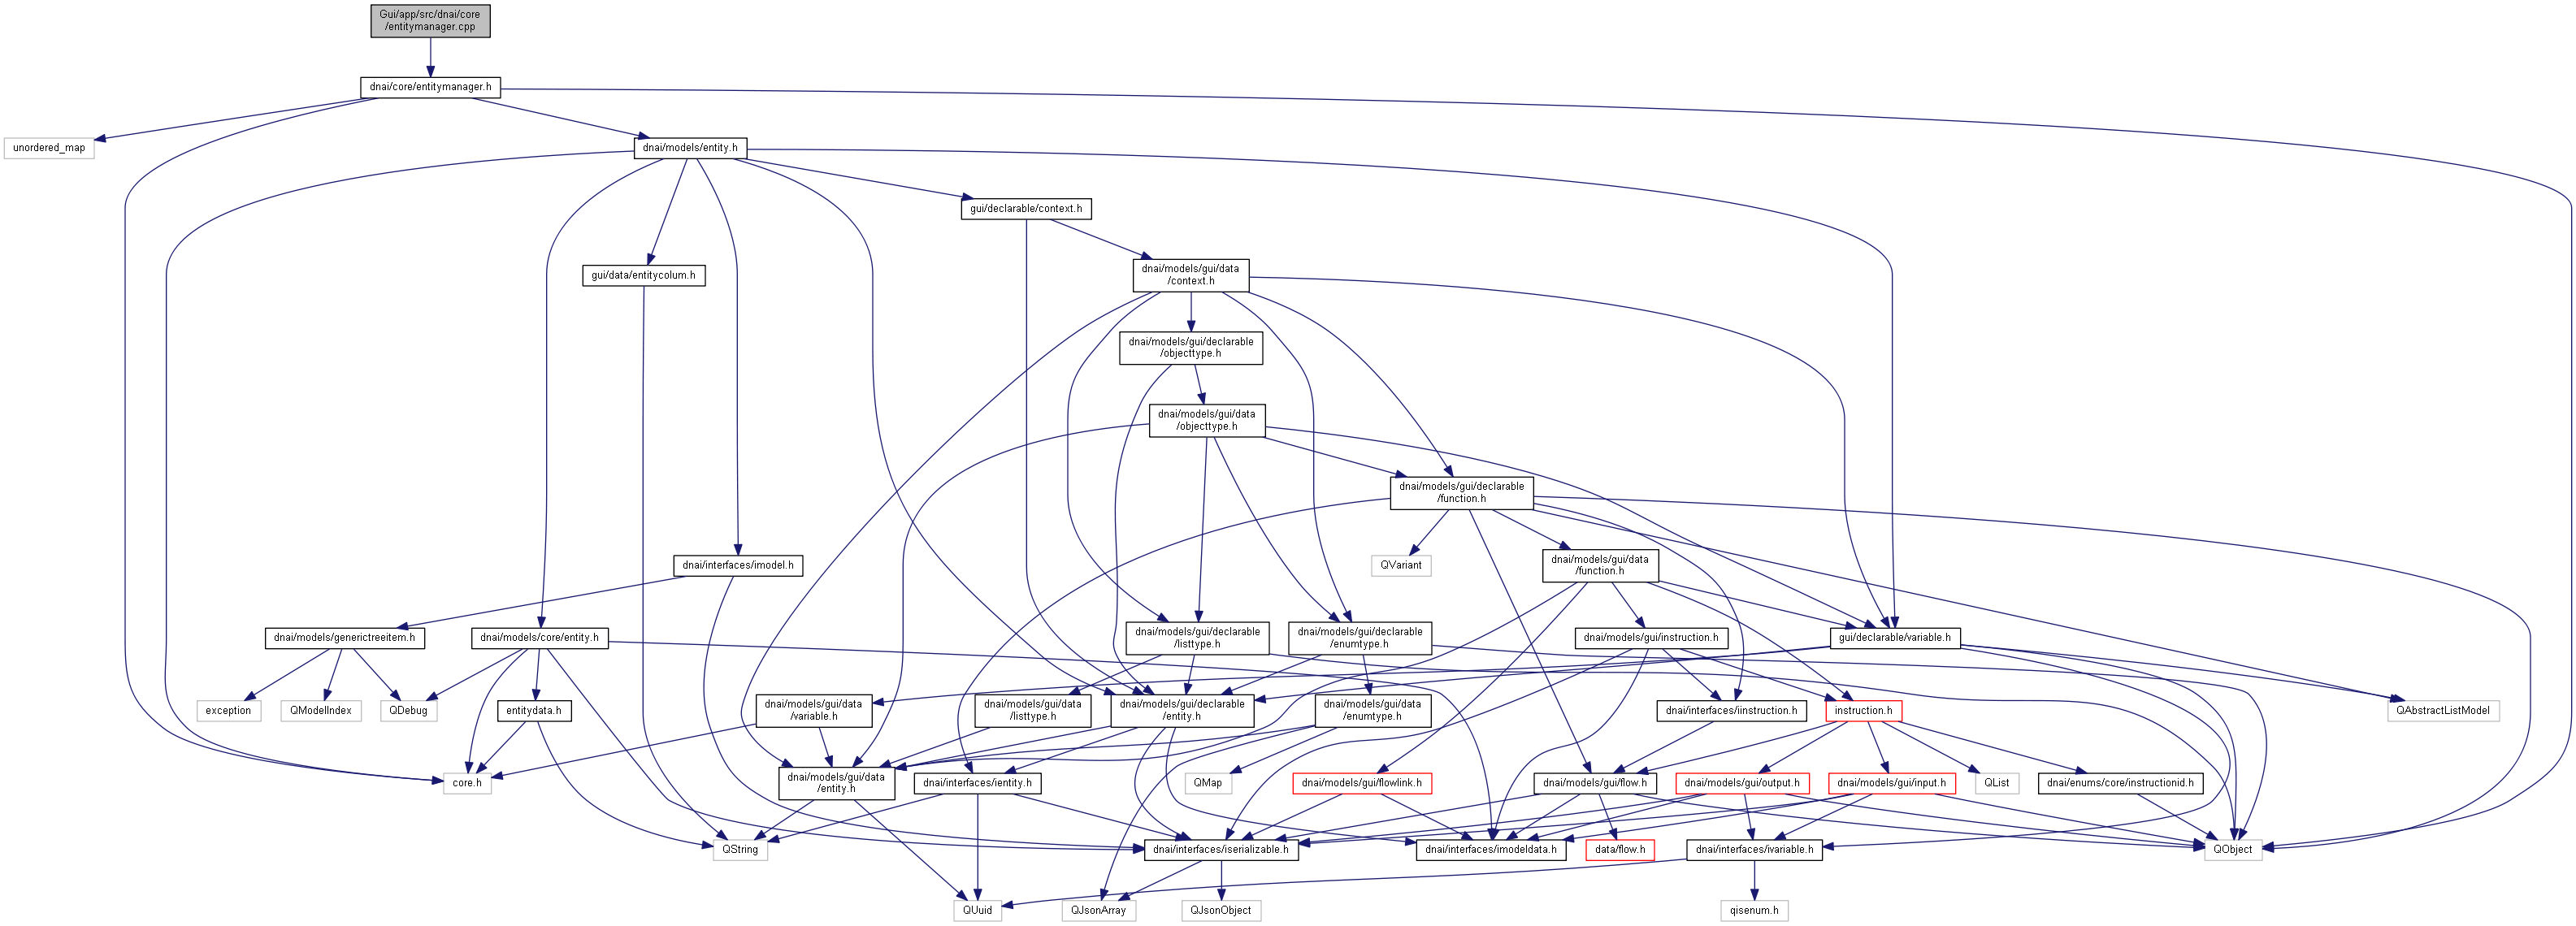 Gui/app/src/dnai/core
/entitymanager.cpp
dnai/core/entitymanager.h
unordered_map
dnai/models/entity.h
gui/declarable/context.h
gui/data/entitycolum.h
dnai/models/gui/data
/context.h
dnai/models/gui/declarable
/objecttype.h
dnai/models/gui/data
/objecttype.h
dnai/models/gui/declarable
/function.h
dnai/interfaces/imodel.h
QVariant
dnai/models/gui/data
/function.h
dnai/models/generictreeitem.h
dnai/models/core/entity.h
dnai/models/gui/declarable
/listtype.h
dnai/models/gui/declarable
/enumtype.h
dnai/models/gui/instruction.h
gui/declarable/variable.h
exception
QModelIndex
QDebug
entitydata.h
dnai/models/gui/data
/variable.h
dnai/models/gui/data
/listtype.h
dnai/models/gui/declarable
/entity.h
dnai/models/gui/data
/enumtype.h
dnai/interfaces/iinstruction.h
instruction.h
QAbstractListModel
core.h
dnai/models/gui/data
/entity.h
dnai/interfaces/ientity.h
QMap
dnai/models/gui/flowlink.h
dnai/models/gui/flow.h
dnai/models/gui/output.h
dnai/models/gui/input.h
QList
dnai/enums/core/instructionid.h
QString
dnai/interfaces/iserializable.h
dnai/interfaces/imodeldata.h
data/flow.h
dnai/interfaces/ivariable.h
QObject
QUuid
QJsonArray
QJsonObject
qisenum.h